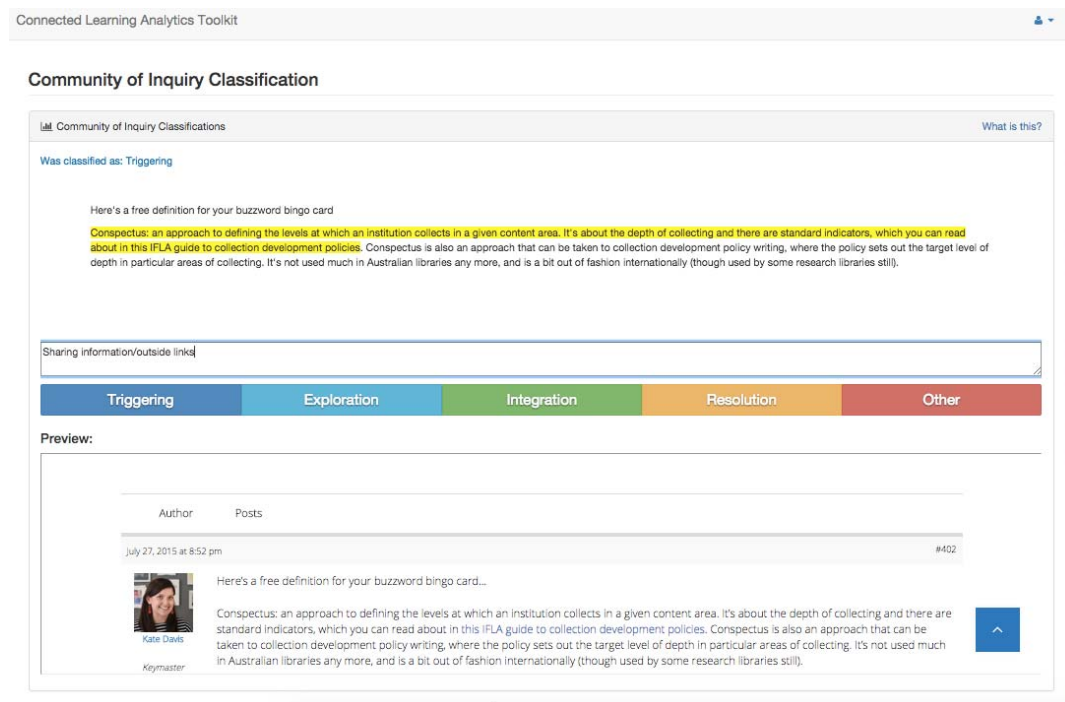 Connected Learning Analytics Toolkit
Community of Inquiry Classification
Community of Inquiry Classifications
What is this?
Was classified as: Triggering
Here's a free definition for your buzzword bingo card
Conspectus: an approach to defining the levels at which an institution collects in a given content area. It's about the depth of collecting and there are standard indicators, which you can read
about in this IFLA guide to collection development policies. Conspectus is also an approach that can be taken to collection development policy writing, where the policy sets out the target level of
depth in particular areas of collecting. It's not used much in Australian libraries any more, and is a bit out of fashion internationally (though used by some research libraries still).
Sharing information/outside links
Triggering
Exploration
Integration
Resolution
Other
Preview:
Author
Posts
July 27, 2015 at 8:52 pm
#402
Here's a free definition for your buzzword bingo card...
Conspectus: an approach to defining the levels at which an institution collects in a given content area. It's about the depth of collecting and there are
standard indicators, which you can read about in this IFLA guide to collection development policies. Conspectus is also an approach that can be
taken to collection development policy writing, where the policy sets out the target level of depth in particular areas of collecting. It's not used much
in Australian libraries any more, and is a bit out of fashion internationally (though used by some research libraries still).
Kate Davis
Keymaster